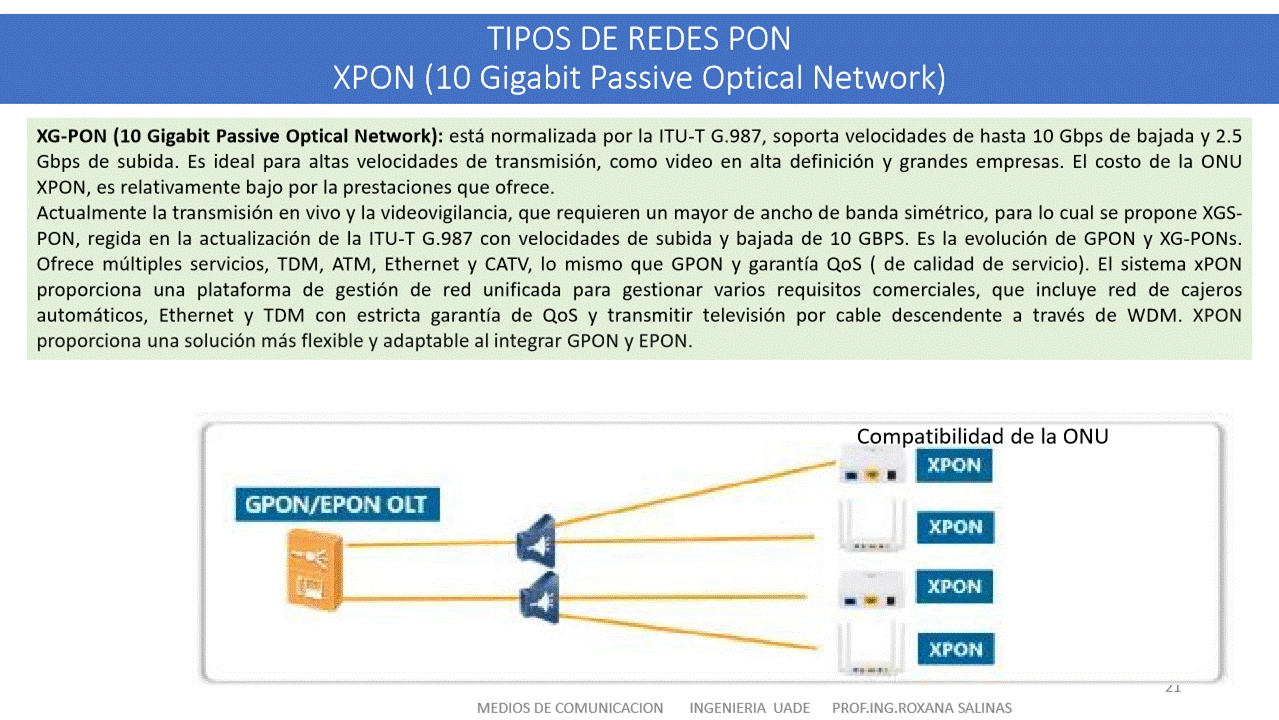 TIPOS DE REDES PON
XPON (10 Gigabit Passive Optical Network)
XG-PON (10 Gigabit Passive Optical Network): está normalizada por la ITU-T G.987, soporta velocidades de hasta 10 Gbps de bajada y 2.5
Gbps de subida. Es ideal para altas velocidades de transmisión, como video en alta definición y grandes empresas. El costo de la ONU
XPON, es relativamente bajo por la prestaciones que ofrece.
Actualmente la transmisión en vivo y la videovigilancia, que requieren un mayor de ancho de banda simétrico, para lo cual se propone XGS-
PON, regida en la actualización de la ITU-T G.987 con velocidades de subida y bajada de 10 GBPS. Es la evolución de GPON y XG-PONs.
Ofrece múltiples servicios, TDM, ATM, Ethernet y CATV, lo mismo que GPON y garantía QoS ( de calidad de servicio). El sistema xPON
proporciona una plataforma de gestión de red unificada para gestionar varios requisitos comerciales, que incluye red de cajeros
automáticos, Ethernet y TDM con estricta garantía de QoS y transmitir televisión por cable descendente a través de WDM. XPON
proporciona una solución más flexible y adaptable al integrar GPON y EPON.
Compatibilidad de la ONU
XPON
GPON/EPON OLT
XPON
XPON
XPON
21
MEDIOS DE COMUNICACION INGENIERIA UADE PROF.ING.ROXANA SALINAS